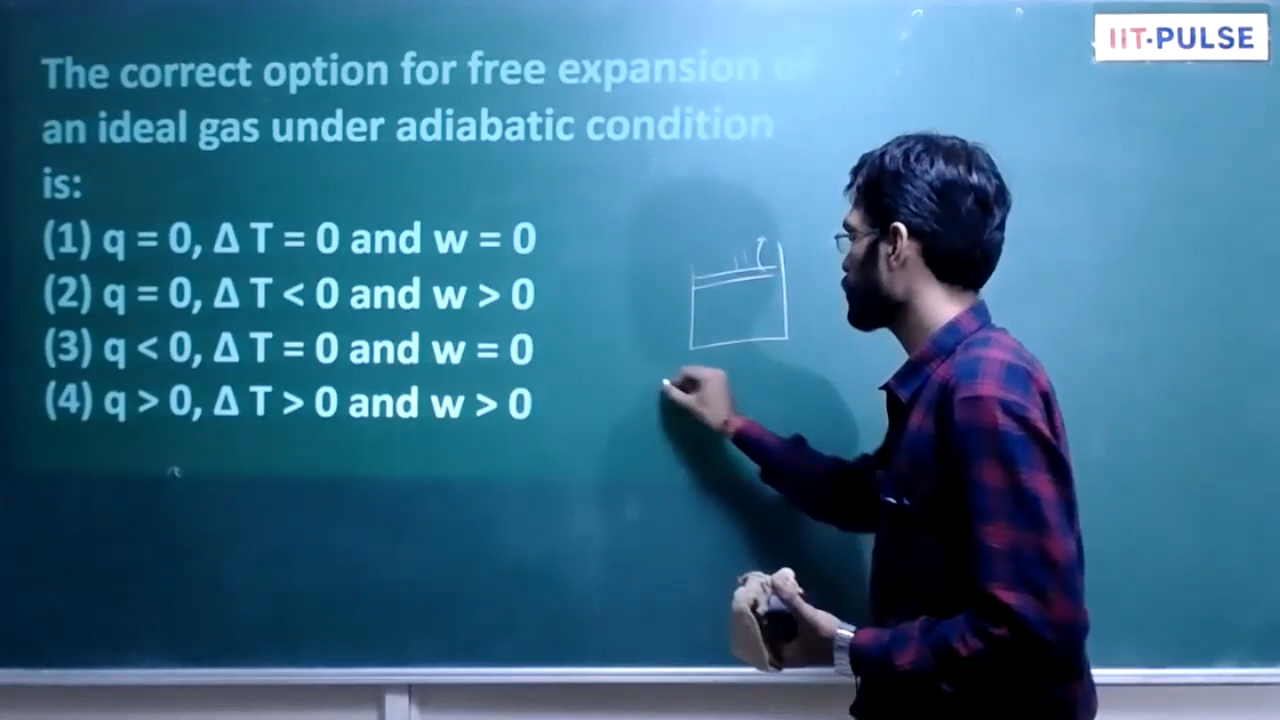 IIT-PULSE
The correct option for free expansion of
an ideal gas under adiabatic condition
is:
(1) q = 0, Δ T = 0 and w = 0
(2) q = 0, Δ T < 0 and w > 0
(3) q < 0, Δ T = 0 and w = 0
(4) q > 0, Δ T > 0 and w > 0